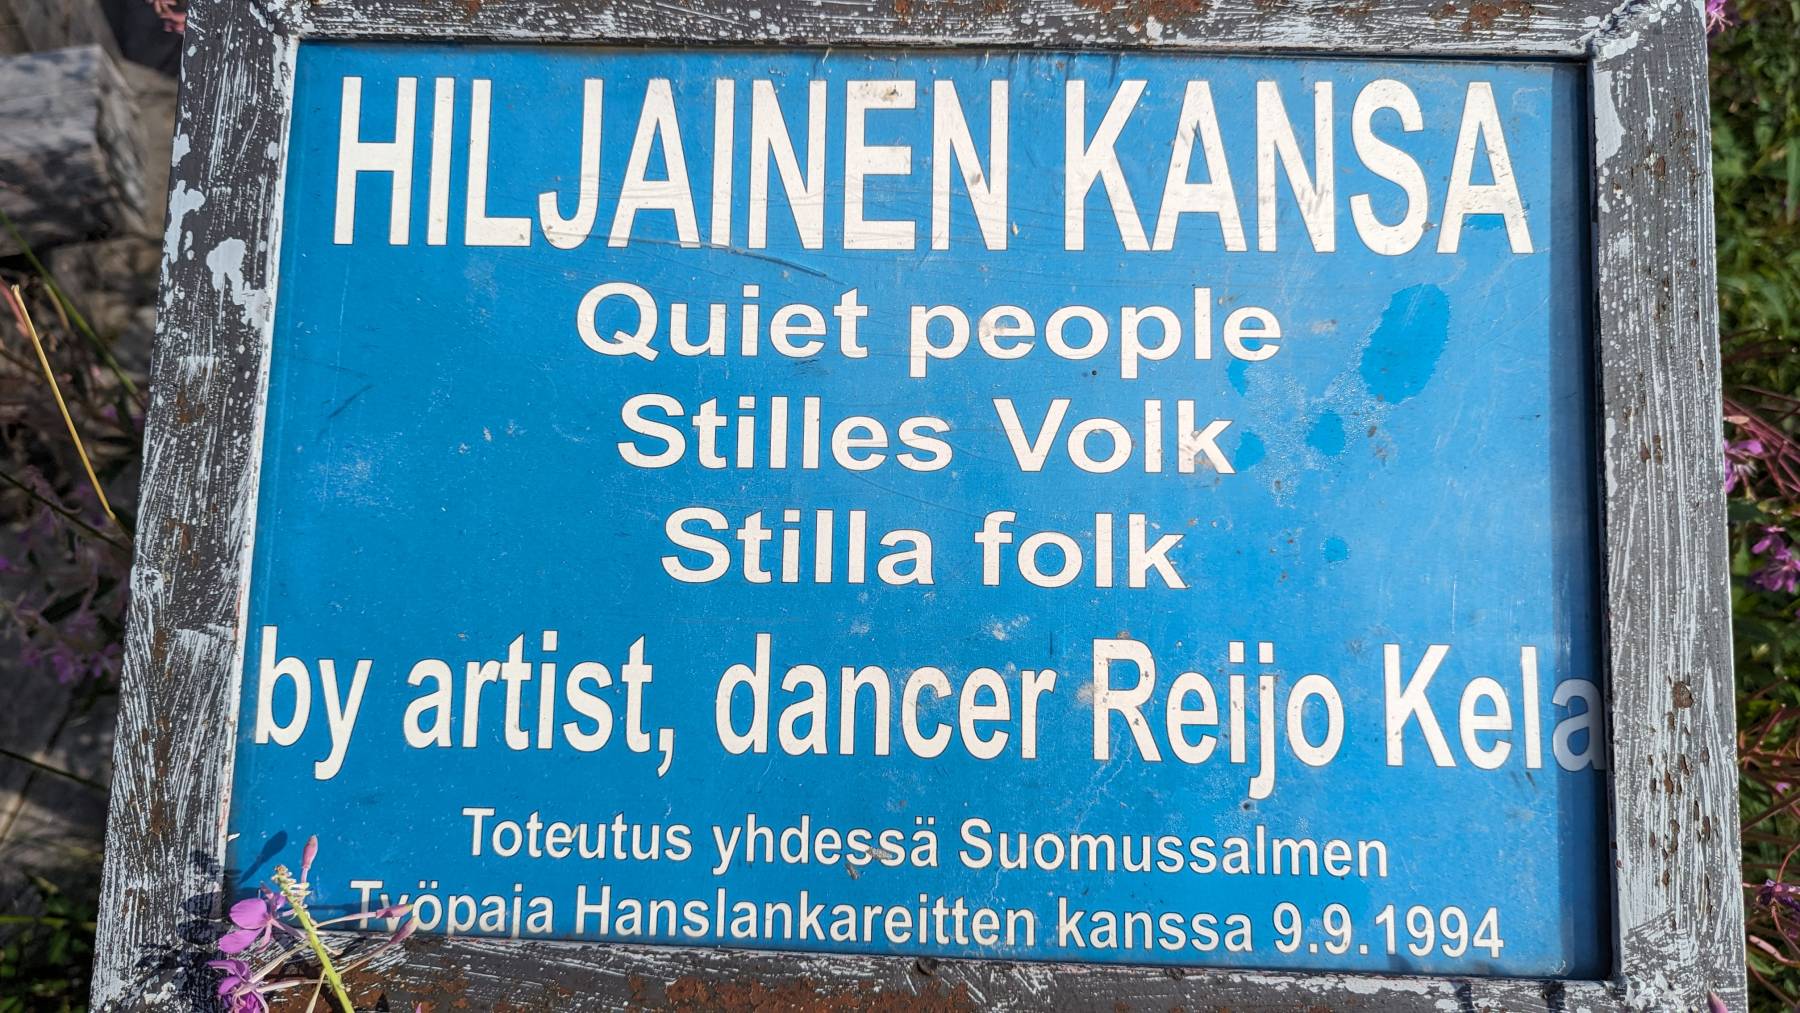 HILJAINEN KANSA
Quiet people
Stilles Volk
Stilla folk
by artist, dancer Reijo Kela
Toteutus yhdessä Suomussalmen
Työpaja Hanslankareitten kanssa 9.9.1994